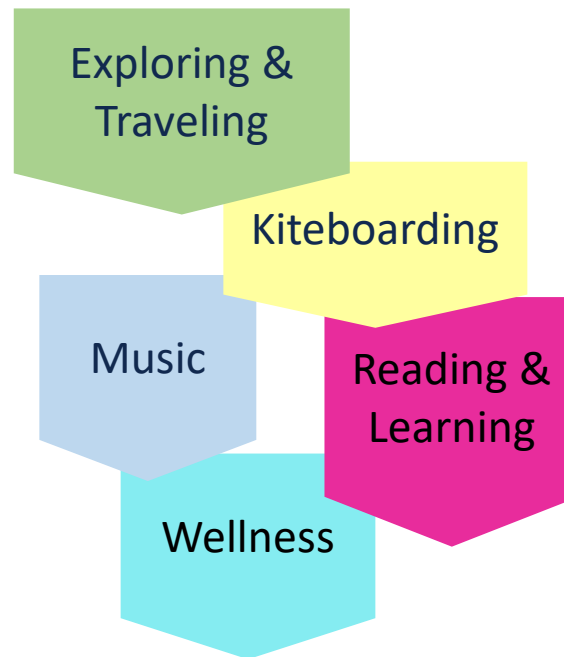 Exploring &
Traveling
Kiteboarding
Music
Reading &
Learning
Wellness